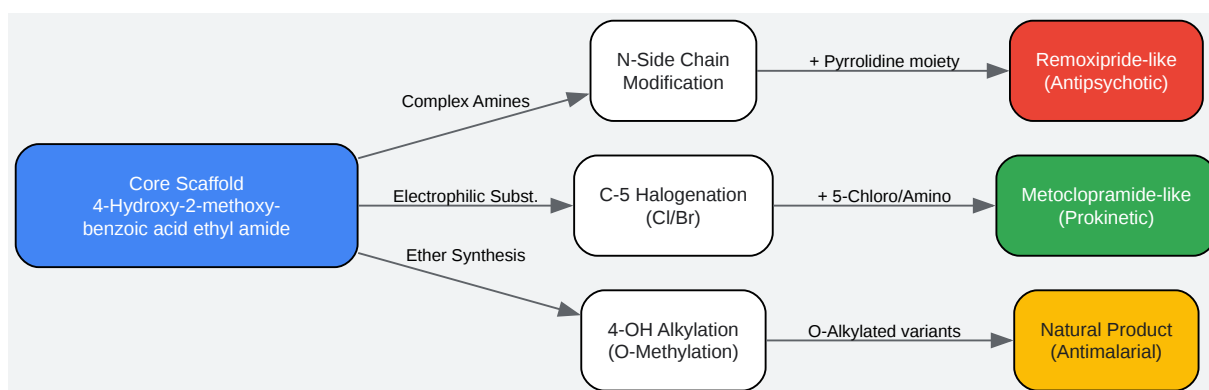 Core Scaffold
4-Hydroxy-2-methoxy-
benzoic acid ethyl amide
Complex Amines
N-Side Chain
Modification
+ Pyrrolidine moiety
Remoxipride-like
(Antipsychotic)
Electrophilic Subst.
C-5 Halogenation
(Cl/Br)
+ 5-Chloro/Amino
Metoclopramide-like
(Prokinetic)
Ether Synthesis
4-OH Alkylation
(O-Methylation)
O-Alkylated variants
Natural Product
(Antimalarial)